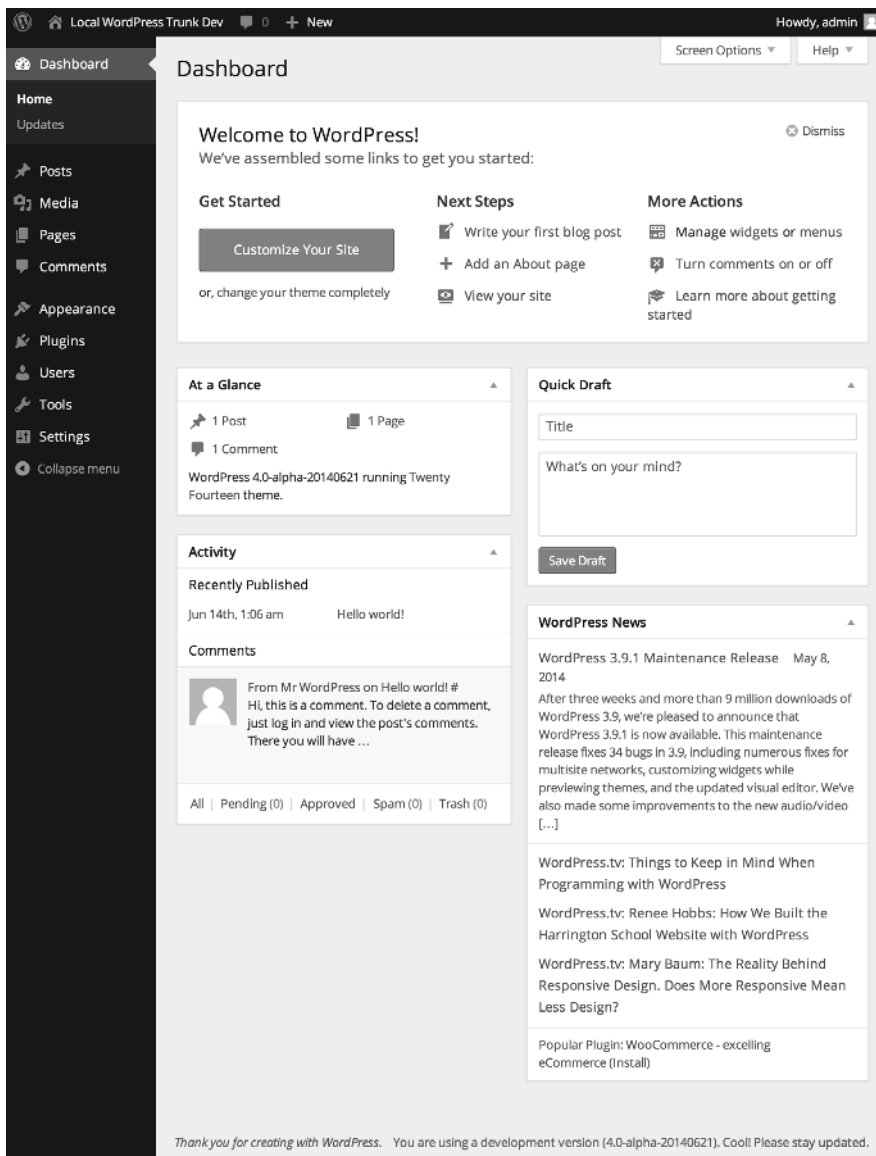 Local WordPress Trunk Dev 0 + New Howdy, admin
Dashboard
Home
Updates
Posts
Media
Pages
Comments
Appearance
Plugins
Users
Tools
Settings
Collapse menu
Screen Options Help
Dashboard
Welcome to WordPress!
Dismiss
We've assembled some links to get you started:
Get Started
Customize Your Site
or, change your theme completely
Next Steps
Write your first blog post
Add an About page
View your site
More Actions
Manage widgets or menus
Turn comments on or off
Learn more about getting
started
At a Glance
1 Post 1 Page
1 Comment
WordPress 4.0-alpha-20140621 running Twenty
Fourteen theme.
Activity
Recently Published
Jun 14th, 1:06 am Hello world!
Comments
From Mr WordPress on Hello world! #
Hi, this is a comment. To delete a comment,
just log in and view the post's comments.
There you will have …
All | Pending (0) | Approved | Spam (0) | Trash (0)
Quick Draft
Title
What's on your mind?
Save Draft
WordPress News
WordPress 3.9.1 Maintenance Release May 8,
2014
After three weeks and more than 9 million downloads of
WordPress 3.9, we're pleased to announce that
WordPress 3.9.1 is now available. This maintenance
release fixes 34 bugs in 3.9, including numerous fixes for
multisite networks, customizing widgets while
previewing themes, and the updated visual editor. We've
also made some improvements to the new audio/video
[...]
WordPress.tv: Things to Keep in Mind When
Programming with WordPress
WordPress.tv: Renee Hobbs: How We Built the
Harrington School Website with WordPress
WordPress.tv: Mary Baum: The Reality Behind
Responsive Design. Does More Responsive Mean
Less Design?
Popular Plugin: WooCommerce - excelling
eCommerce (Install)
Thank you for creating with WordPress. You are using a development version (4.0-alpha-20140621). Cool! Please stay updated.